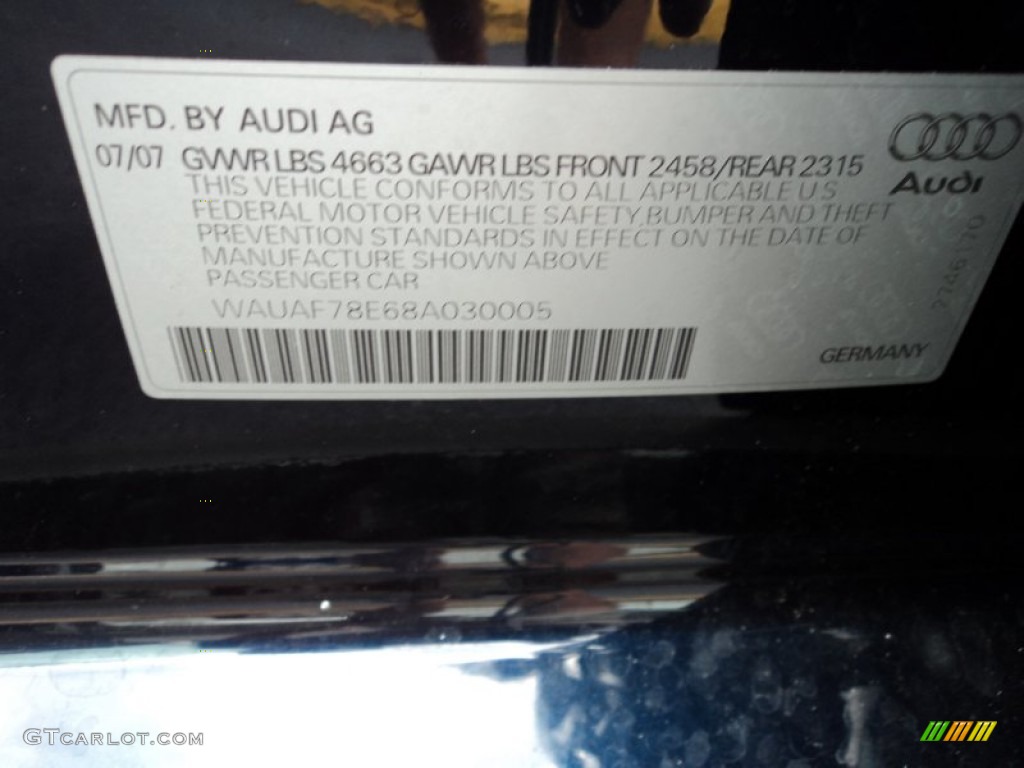 MFD. BY AUDI AG
07/07 GVWR LBS 4663 GAWR LBS FRONT 2458/REAR 2315
THIS VEHICLE CONFORMS TO ALL APPLICABLE U S
FEDERAL MOTOR VEHICLE SAFETY, BUMPER AND THEFT
PREVENTION STANDARDS IN EFFECT ON THE DATE OF
MANUFACTURE SHOWN ABOVE
PASSENGER CAR
WAUAF78E68A030005
Audi
7746170
GERMANY
GTcarlot.com